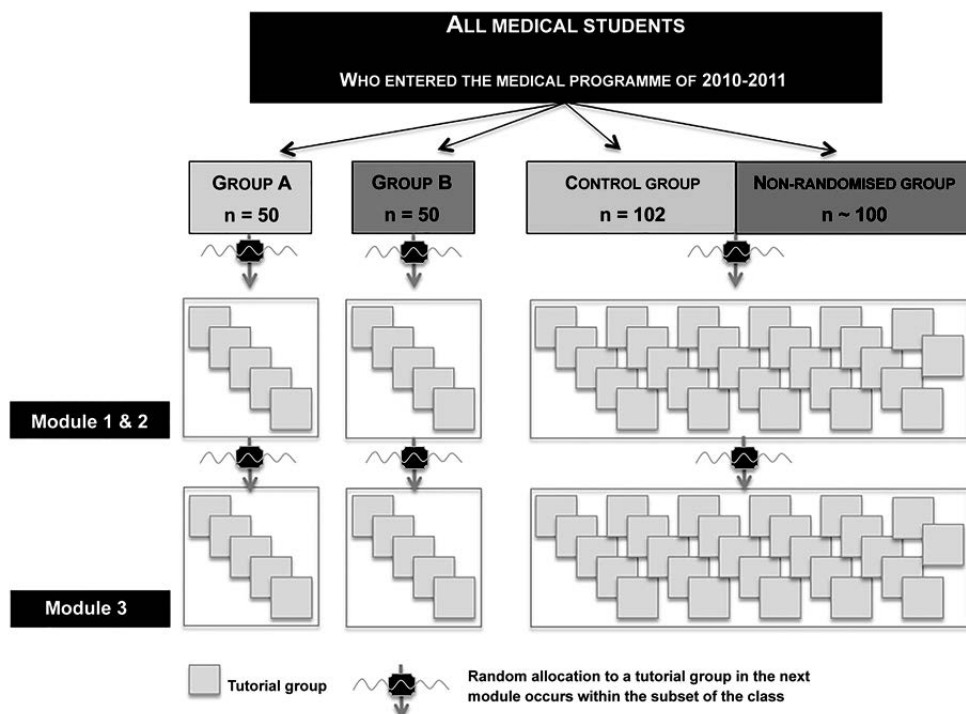 ALL MEDICAL STUDENTS
WHO ENTERED THE MEDICAL PROGRAMME OF 2010-2011
GROUP A
n = 50
GROUP B
n = 50
CONTROL GROUP
n = 102
NON-RANDOMISED GROUP
n ~ 100
Module 1 & 2
Module 3
Tutorial group
Random allocation to a tutorial group in the next
module occurs within the subset of the class